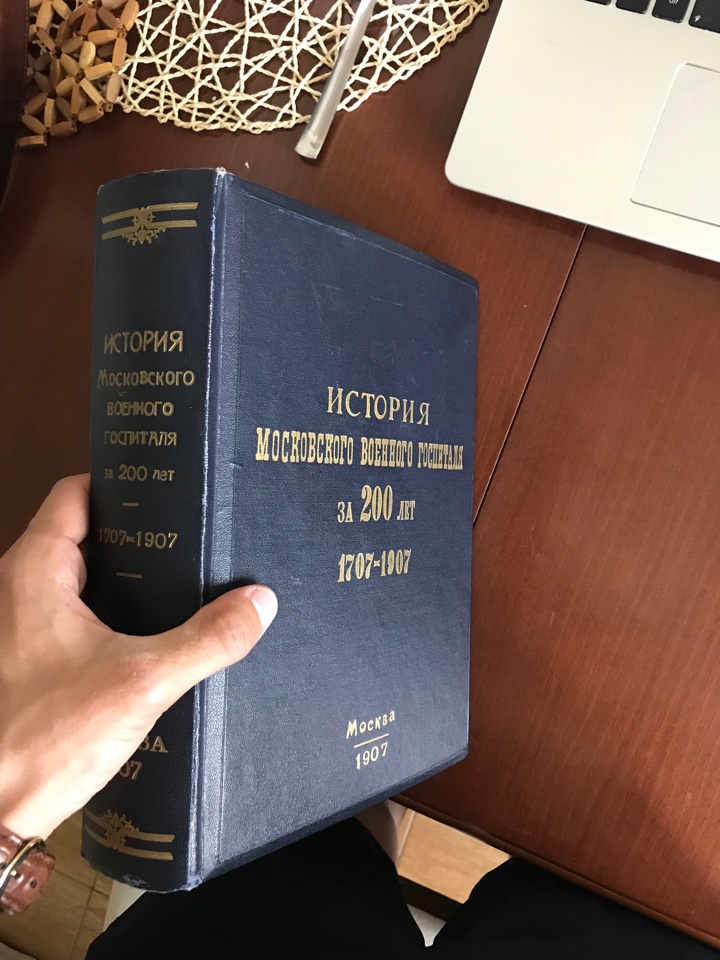 ИСТОРИЯ
Московского
ВОЕННОГО
ГОСПИТАЛЯ
за 200 лет
1707-1907
ИСТОРИЯ
МОСКОВСКОГО ВОЕННОГО ГОСПИТАЛЯ
ЗА 200 ЛЕТ
1707-1907
Москва
1907